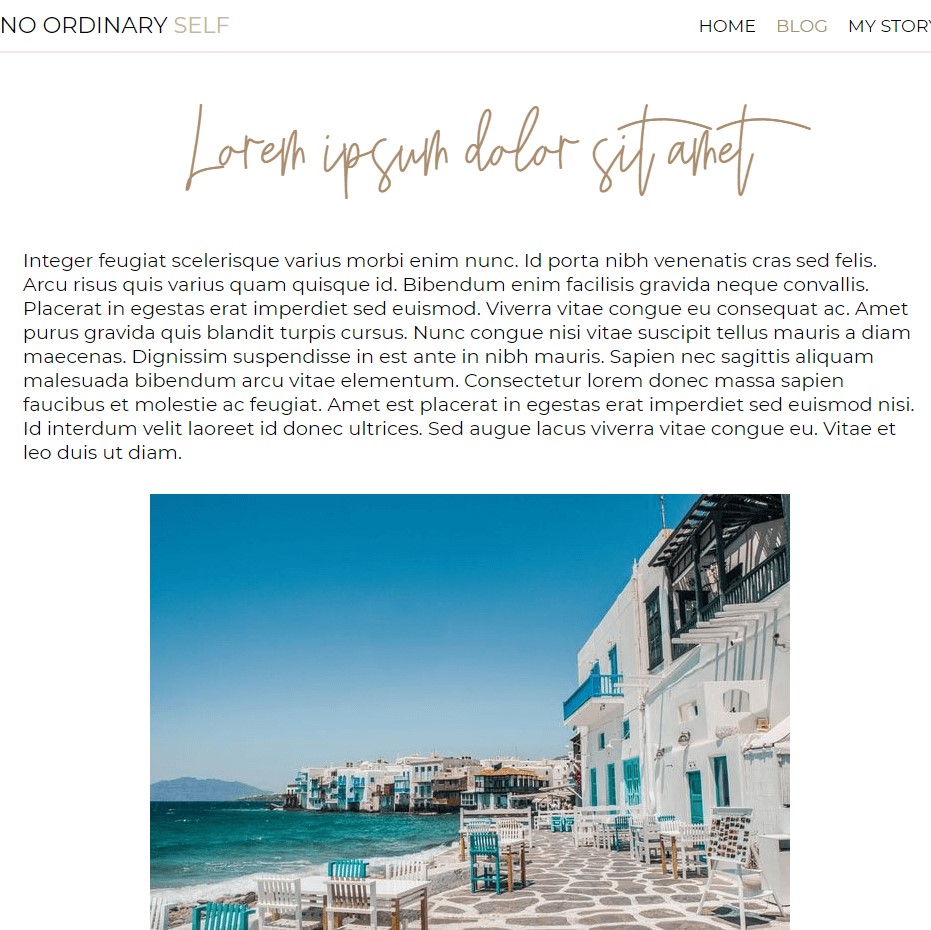 NO ORDINARY SELF
HOME BLOG MY STORY
Lorem ipsum dolor sit amet
Integer feugiat scelerisque varius morbi enim nunc. Id porta nibh venenatis cras sed felis.
Arcu risus quis varius quam quisque id. Bibendum enim facilisis gravida neque convallis.
Placerat in egestas erat imperdiet sed euismod. Viverra vitae congue eu consequat ac. Amet
purus gravida quis blandit turpis cursus. Nunc congue nisi vitae suscipit tellus mauris a diam
maecenas. Dignissim suspendisse in est ante in nibh mauris. Sapien nec sagittis aliquam
malesuada bibendum arcu vitae elementum. Consectetur lorem donec massa sapien
faucibus et molestie ac feugiat. Amet est placerat in egestas erat imperdiet sed euismod nisi.
Id interdum velit laoreet id donec ultrices. Sed augue lacus viverra vitae congue eu. Vitae et
leo duis ut diam.